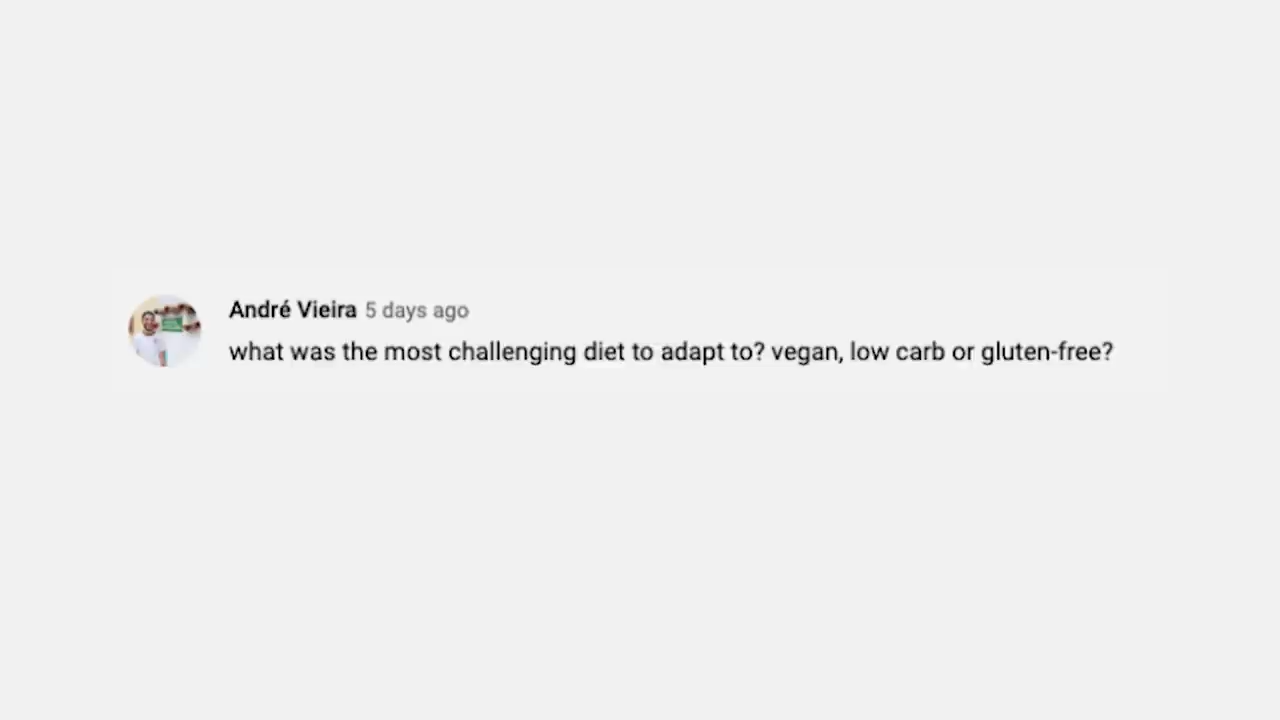 André Vieira 5 days ago
what was the most challenging diet to adapt to? vegan, low carb or gluten-free?